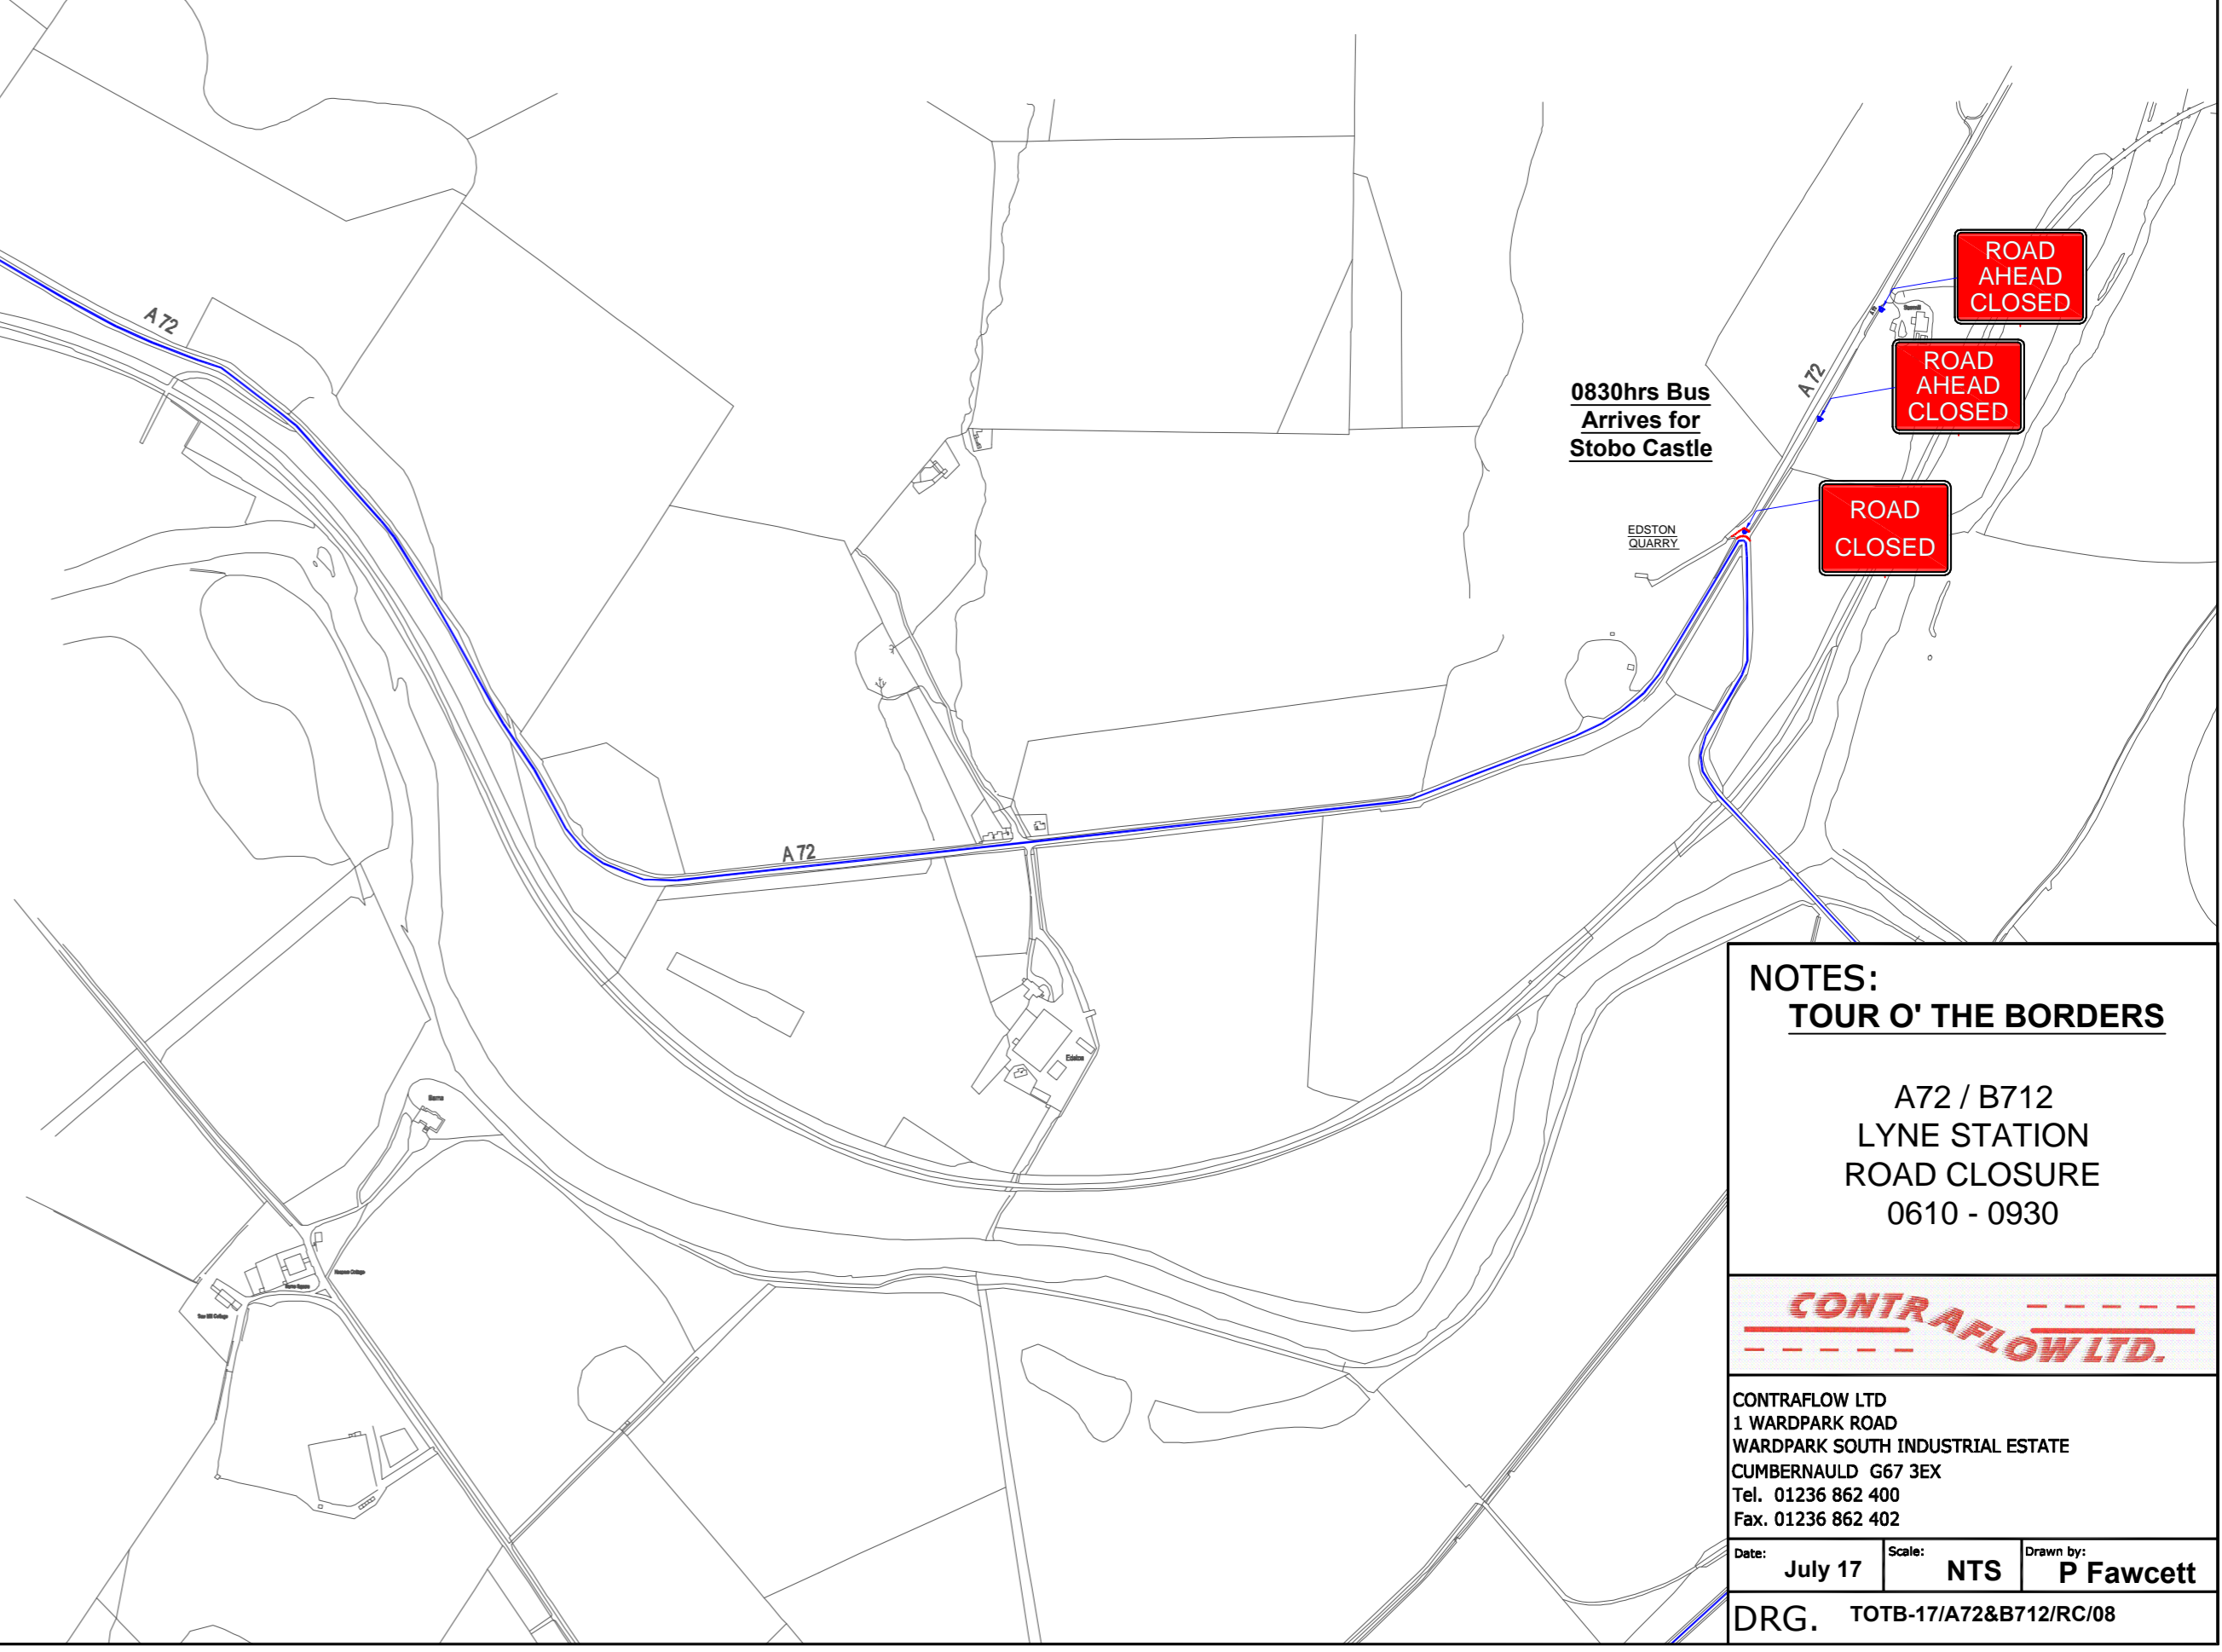 A 72
ROAD
AHEAD
CLOSED
ROAD
AHEAD
CLOSED
A 72
0830hrs Bus
Arrives for
Stobo Castle
ROAD
CLOSED
EDSTON
QUARRY
A 72
Edston
Barns
NOTES:
TOUR O' THE BORDERS
A72 / B712
LYNE STATION
ROAD CLOSURE
0610 - 0930
CONTRAFLOW LTD.
CONTRAFLOW LTD
1 WARDPARK ROAD
WARDPARK SOUTH INDUSTRIAL ESTATE
CUMBERNAULD G67 3EX
Tel. 01236 862 400
Fax. 01236 862 402
Date: July 17
Scale: NTS
Drawn by: P Fawcett
DRG. TOTB-17/A72&B712/RC/08